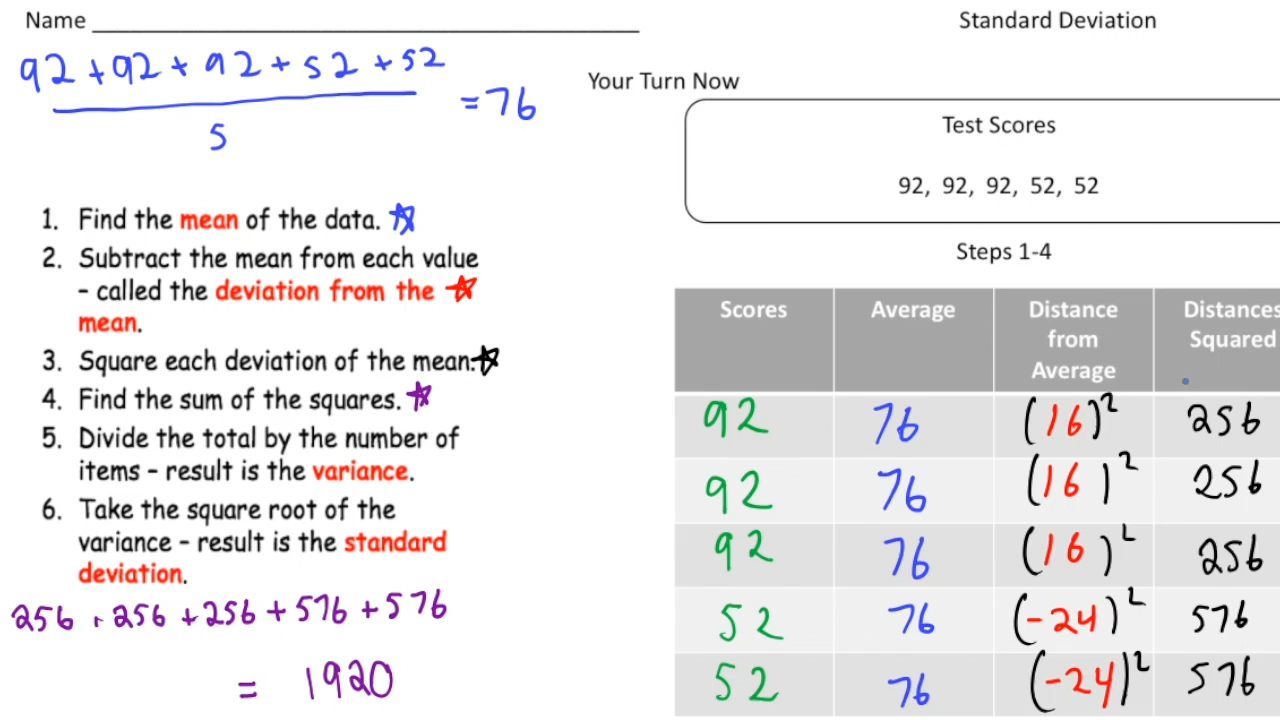 Name ____________________
Standard Deviation
92 + 92 + 92 + 52 + 52
5
= 76
Your Turn Now
Test Scores
92, 92, 92, 52, 52
Steps 1-4
1. Find the mean of the data.
2. Subtract the mean from each value
– called the deviation from the
mean.
3. Square each deviation of the mean.
4. Find the sum of the squares.
5. Divide the total by the number of
items – result is the variance.
6. Take the square root of the
variance – result is the standard
deviation.
256 + 256 + 256 + 576 + 576
= 1920
Scores Average Distance from Average Distances Squared
92 76 (16)² 256
92 76 (16)² 256
92 76 (16)² 256
52 76 (-24)² 576
52 76 (-24)² 576